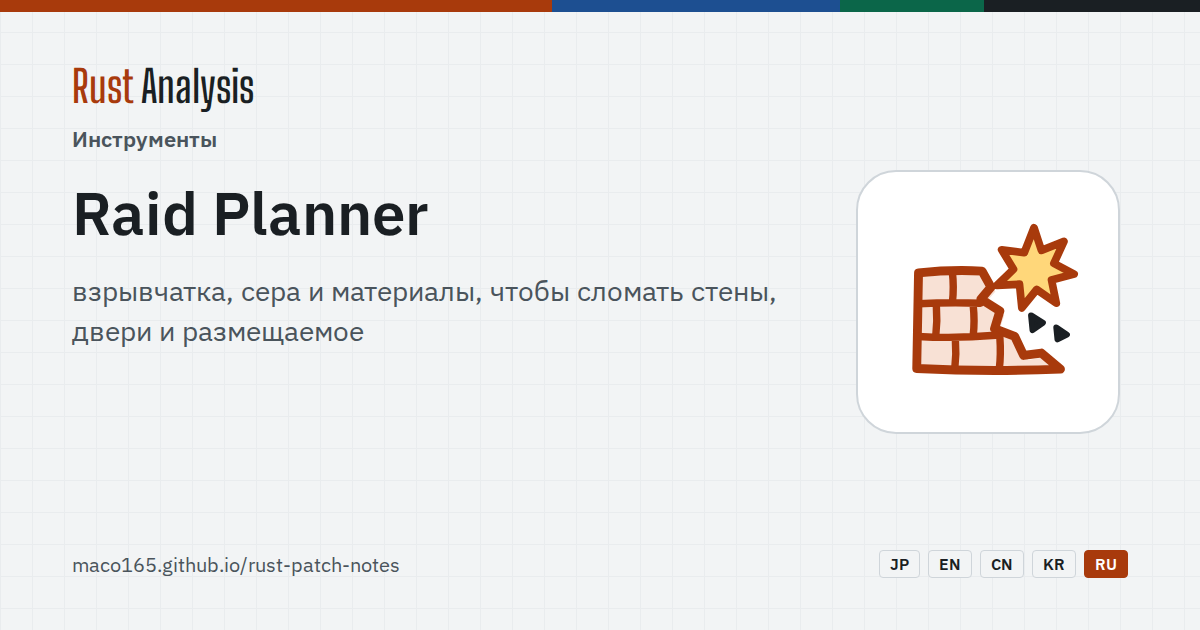 Rust Analysis
Инструменты
Raid Planner
взрывчатка, сера и материалы, чтобы сломать стены,
двери и размещаемое
maco165.github.io/rust-patch-notes
JP EN CN KR RU